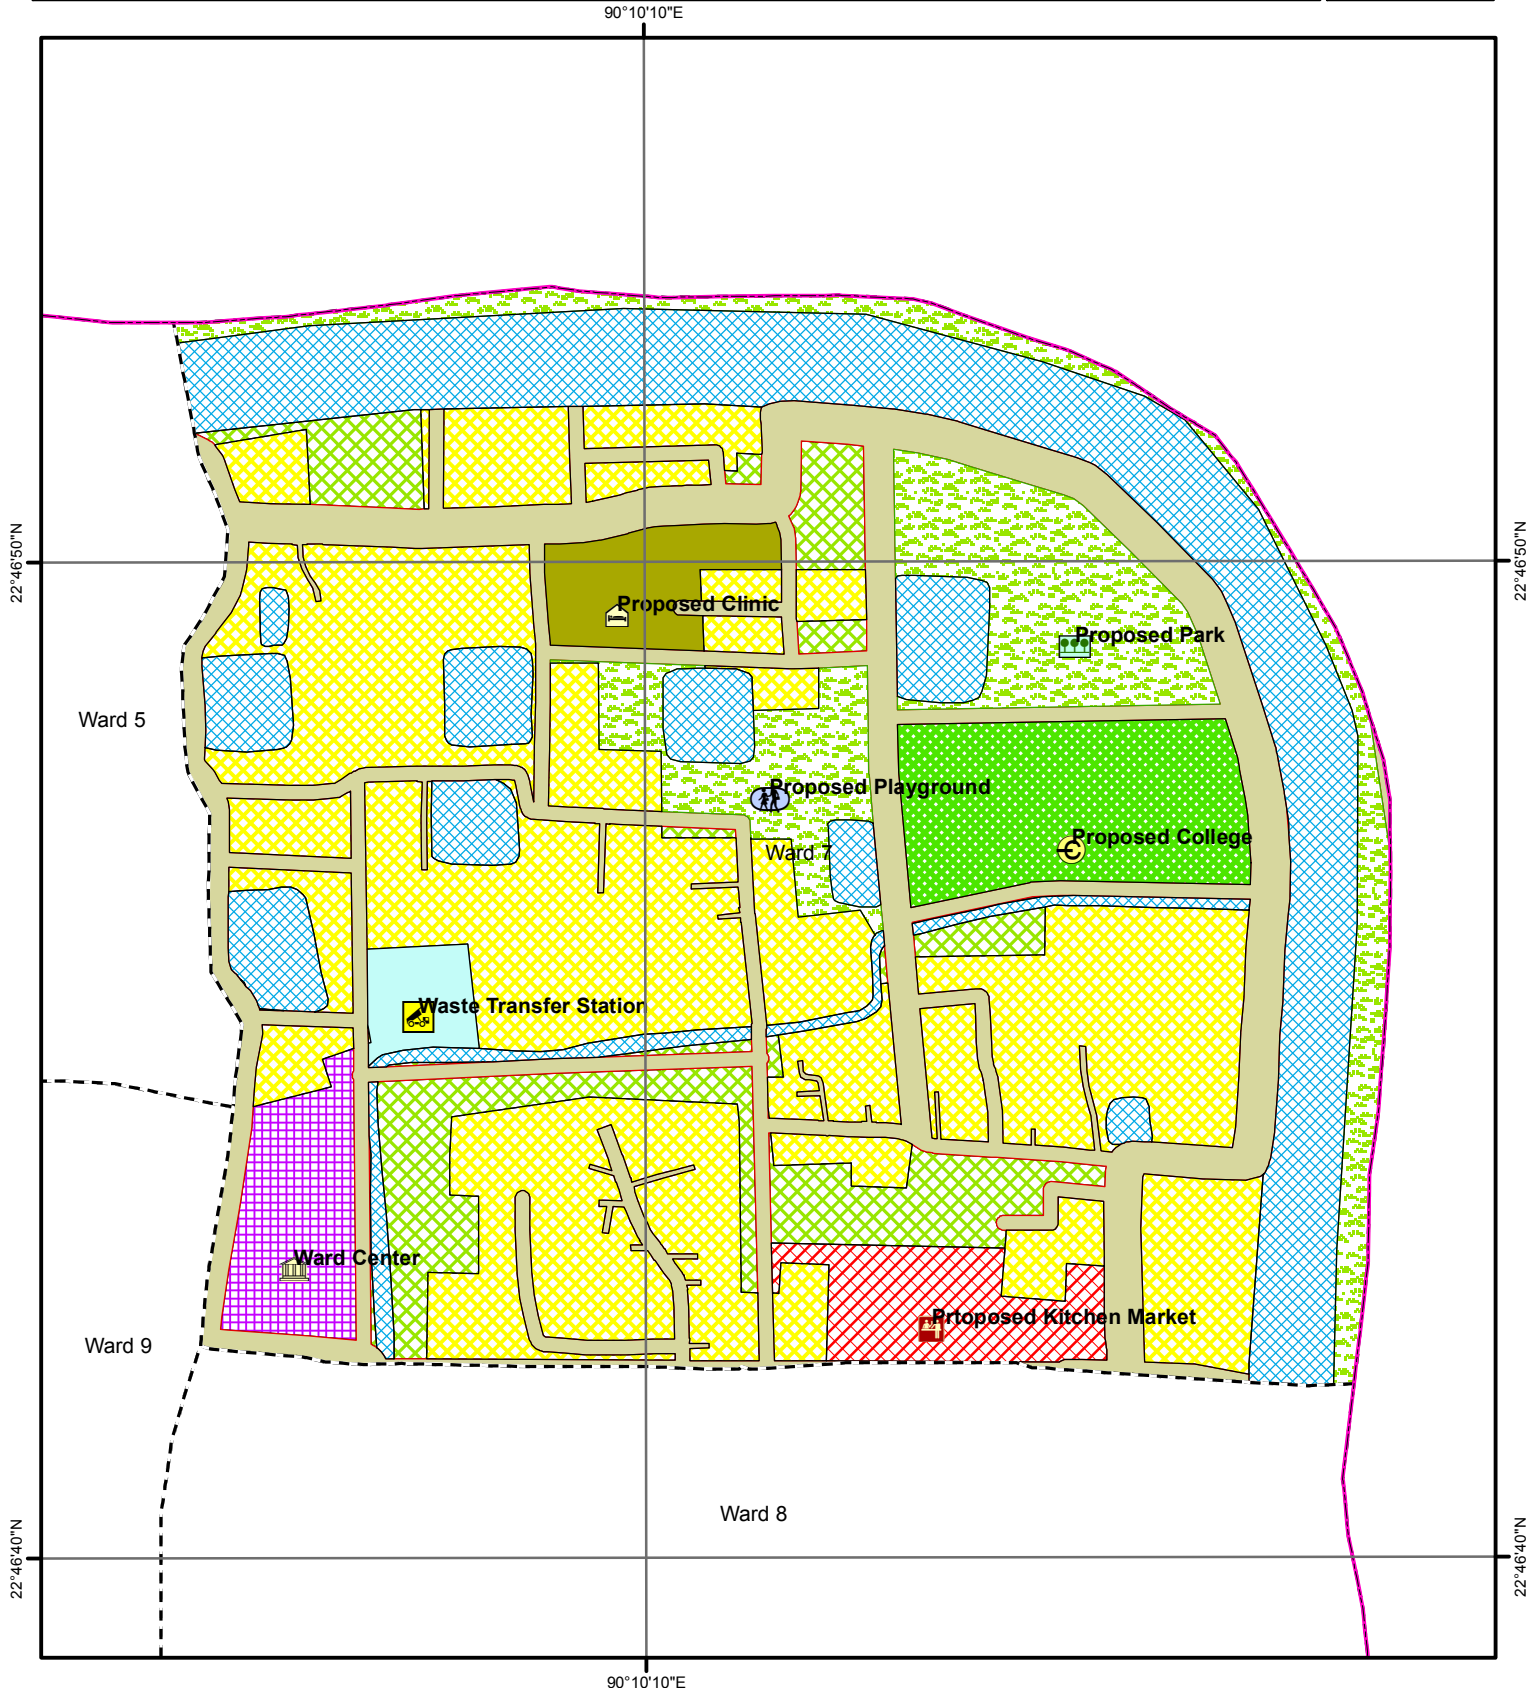 90°10'10"E
22°46'50"N
22°46'50"N
Proposed Clinic
Proposed Park
Ward 5
Proposed Playground
Proposed College
Ward 7
Waste Transfer Station
Ward Center
Prtoposed Kitchen Market
Ward 9
Ward 8
22°46'40"N
22°46'40"N
90°10'10"E